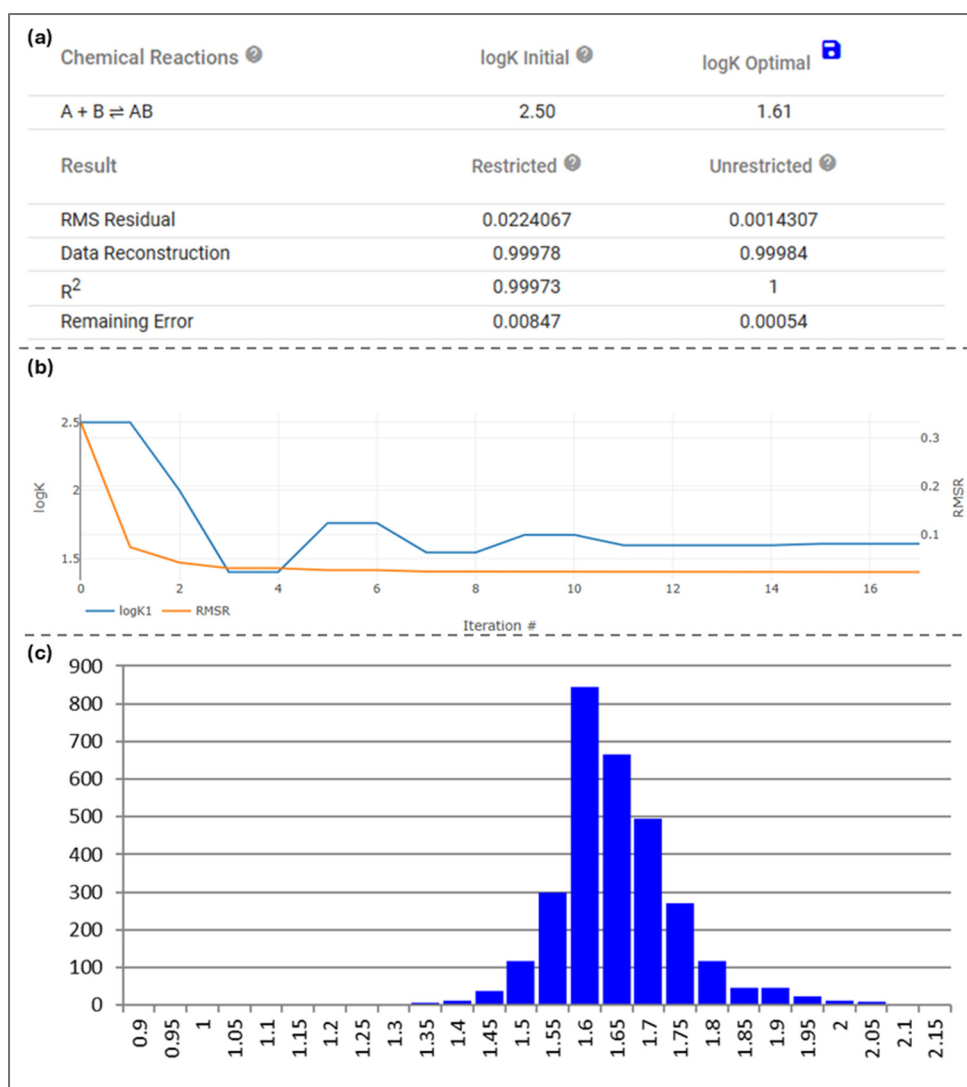 (a)
Chemical Reactions ? logK Initial ? logK Optimal
A + B ⇌ AB 2.50 1.61
Result Restricted ? Unrestricted ?
RMS Residual 0.0224067 0.0014307
Data Reconstruction 0.99978 0.99984
R² 0.99973 1
Remaining Error 0.00847 0.00054
(b)
2.5
2
1.5
logK
0.3
0.2
0.1
RMSR
0 2 4 6 8 10 12 14 16
logK1 RMSR
Iteration #
(c)
900
800
700
600
500
400
300
200
100
0
0.9 0.95 1 1.05 1.1 1.15 1.2 1.25 1.3 1.35 1.4 1.45 1.5 1.55 1.6 1.65 1.7 1.75 1.8 1.85 1.9 1.95 2 2.05 2.1 2.15